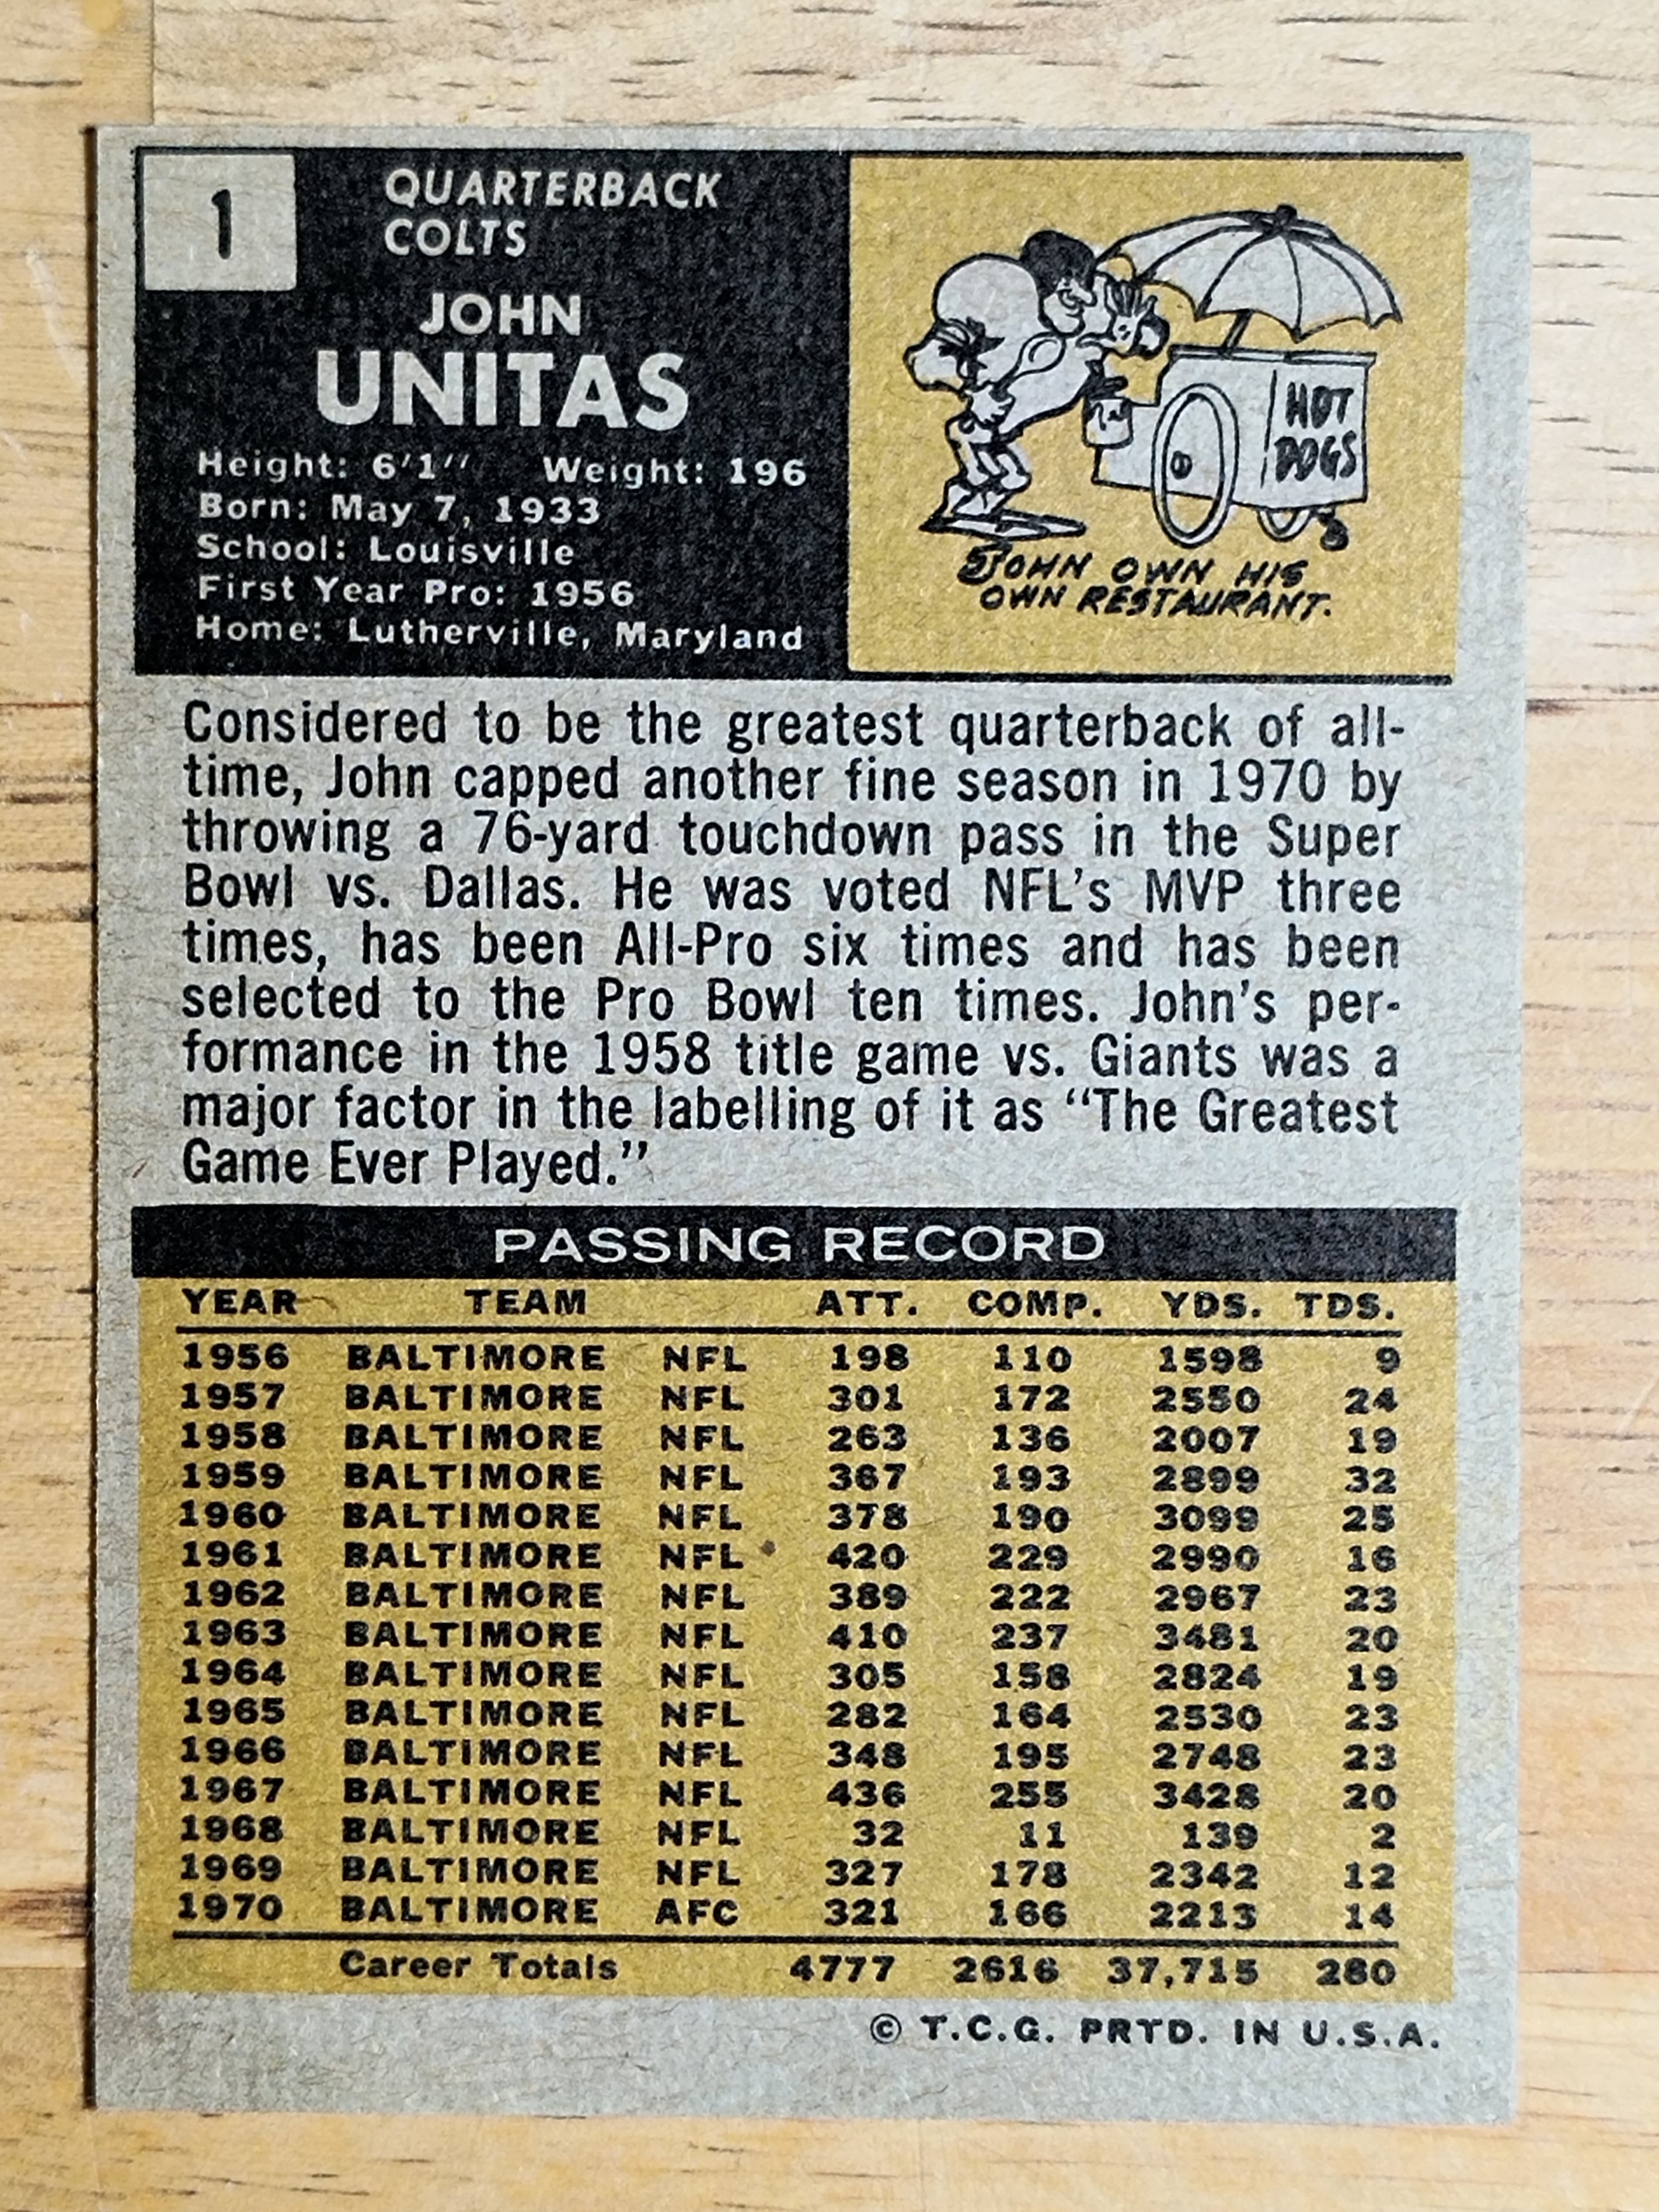 1
QUARTERBACK
COLTS
JOHN
UNITAS
Height: 6'1" Weight: 196
Born: May 7, 1933
School: Louisville
First Year Pro: 1956
Home: Lutherville, Maryland
HOT
DOGS
JOHN OWN HIS
OWN RESTAURANT.
Considered to be the greatest quarterback of all-
time, John capped another fine season in 1970 by
throwing a 76-yard touchdown pass in the Super
Bowl vs. Dallas. He was voted NFL's MVP three
times, has been All-Pro six times and has been
selected to the Pro Bowl ten times. John's per-
formance in the 1958 title game vs. Giants was a
major factor in the labelling of it as "The Greatest
Game Ever Played."
PASSING RECORD
YEAR TEAM ATT. COMP. YDS. TDS.
1956 BALTIMORE NFL 198 110 1598 9
1957 BALTIMORE NFL 301 172 2550 24
1958 BALTIMORE NFL 263 136 2007 19
1959 BALTIMORE NFL 367 193 2899 32
1960 BALTIMORE NFL 378 190 3099 25
1961 BALTIMORE NFL 420 229 2990 16
1962 BALTIMORE NFL 389 222 2967 23
1963 BALTIMORE NFL 410 237 3481 20
1964 BALTIMORE NFL 305 158 2824 19
1965 BALTIMORE NFL 282 164 2530 23
1966 BALTIMORE NFL 348 195 2748 23
1967 BALTIMORE NFL 436 255 3428 20
1968 BALTIMORE NFL 32 11 139 2
1969 BALTIMORE NFL 327 178 2342 12
1970 BALTIMORE AFC 321 166 2213 14
Career Totals 4777 2616 37,715 280
© T.C.G. PRTD. IN U.S.A.